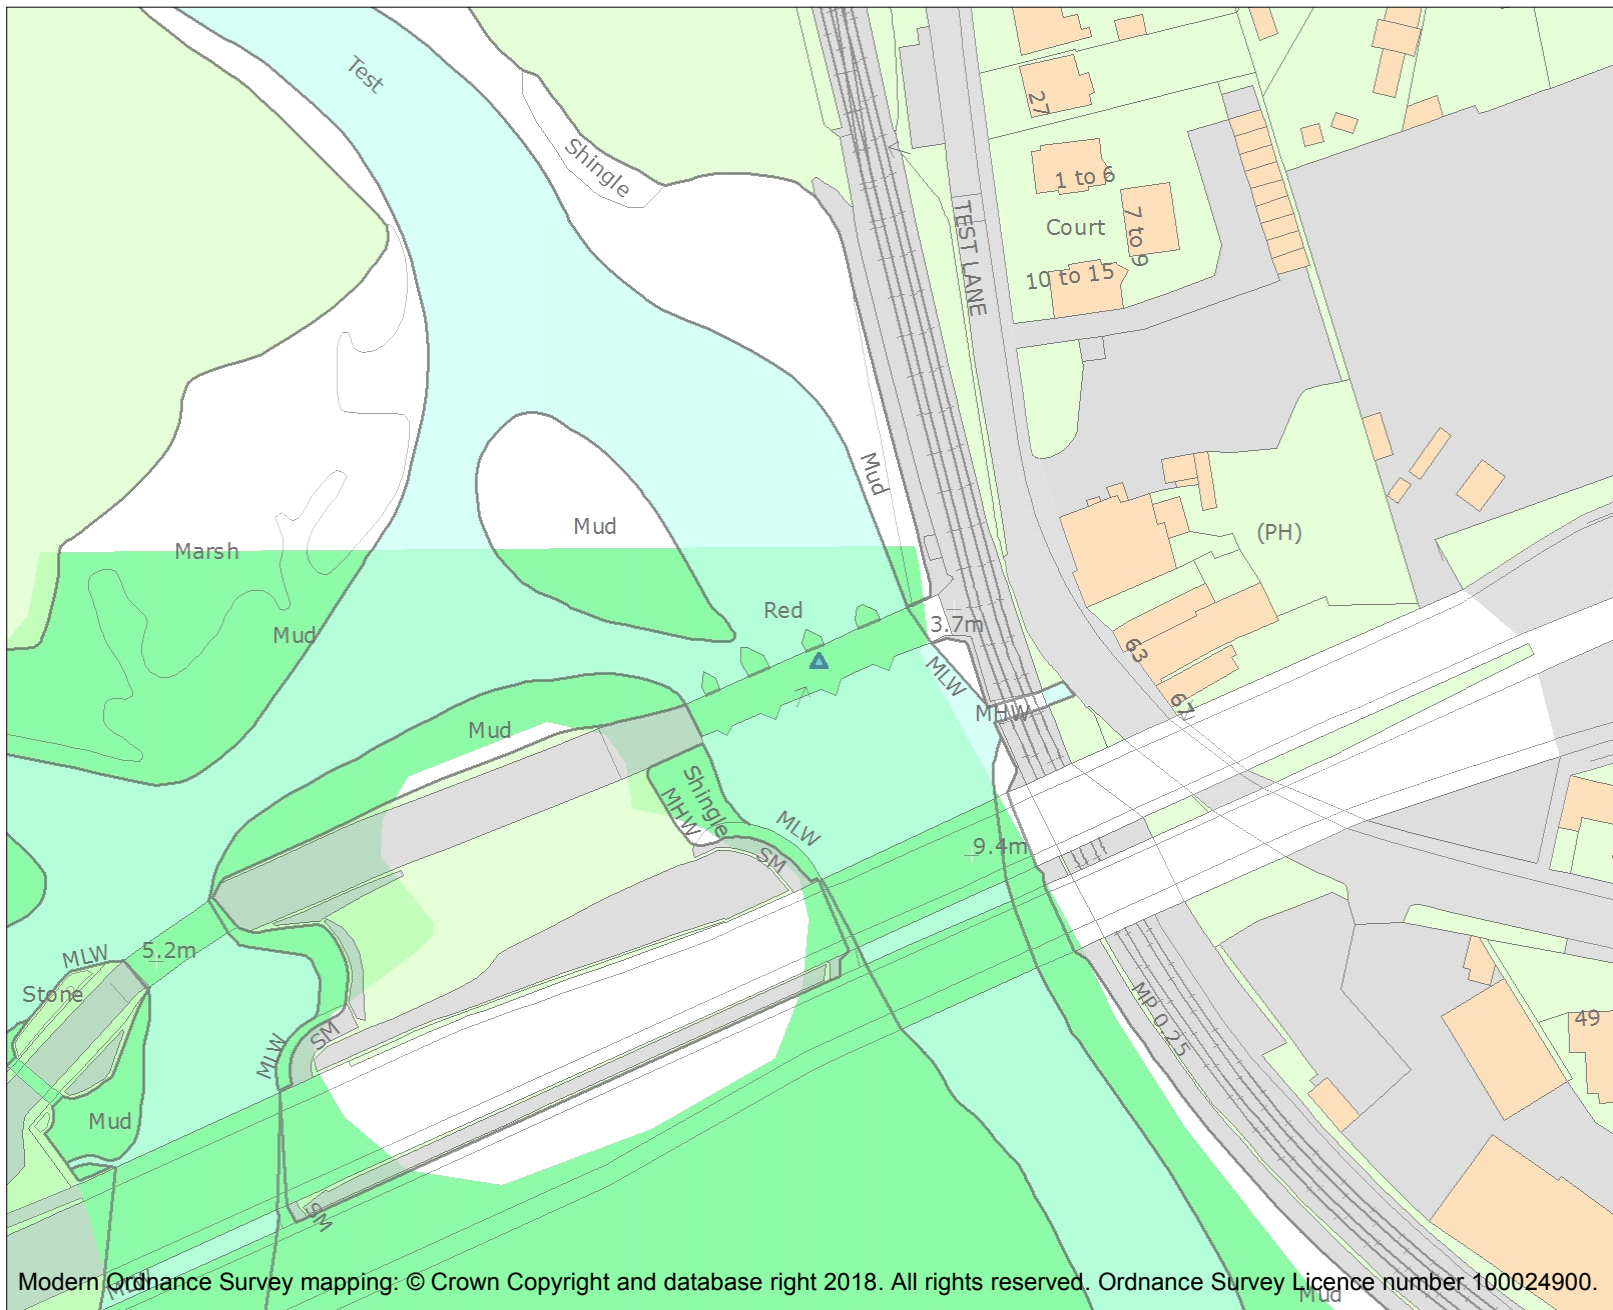 Test
Shingle
27
1 to 6
7 to 9
Court
10 to 15
TEST LANE
Mud
Mud
(PH)
Marsh
Red
Mud
3.7m
63
MLW
67
MHW
Mud
Shingle
MHW
MLW
SM
9.4m
MLW
5.2m
Stone
MP 0.25
49
SM
MLW
Mud
SM
MLW
Mud
Modern Ordnance Survey mapping: © Crown Copyright and database right 2018. All rights reserved. Ordnance Survey Licence number 100024900.